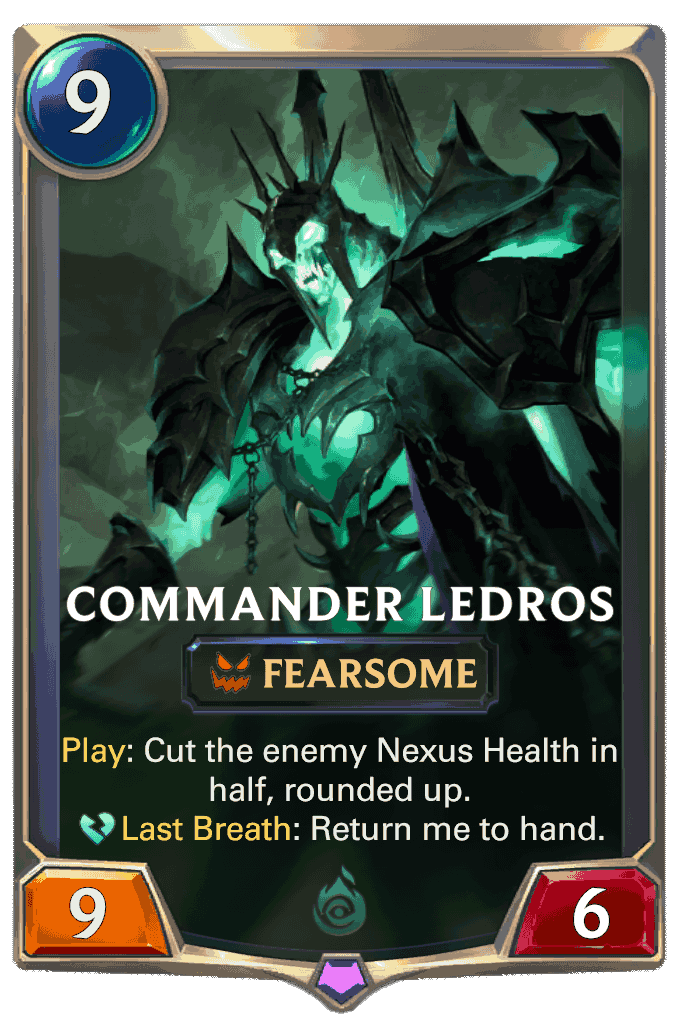 9
COMMANDER LEDROS
FEARSOME
Play: Cut the enemy Nexus Health in
half, rounded up.
Last Breath: Return me to hand.
9
6